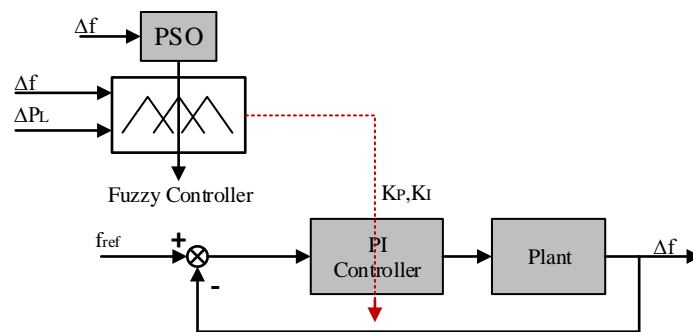 Δf
PSO
Δf
ΔPL
Fuzzy Controller
KP,KI
fref
+
-
PI
Controller
Plant
Δf